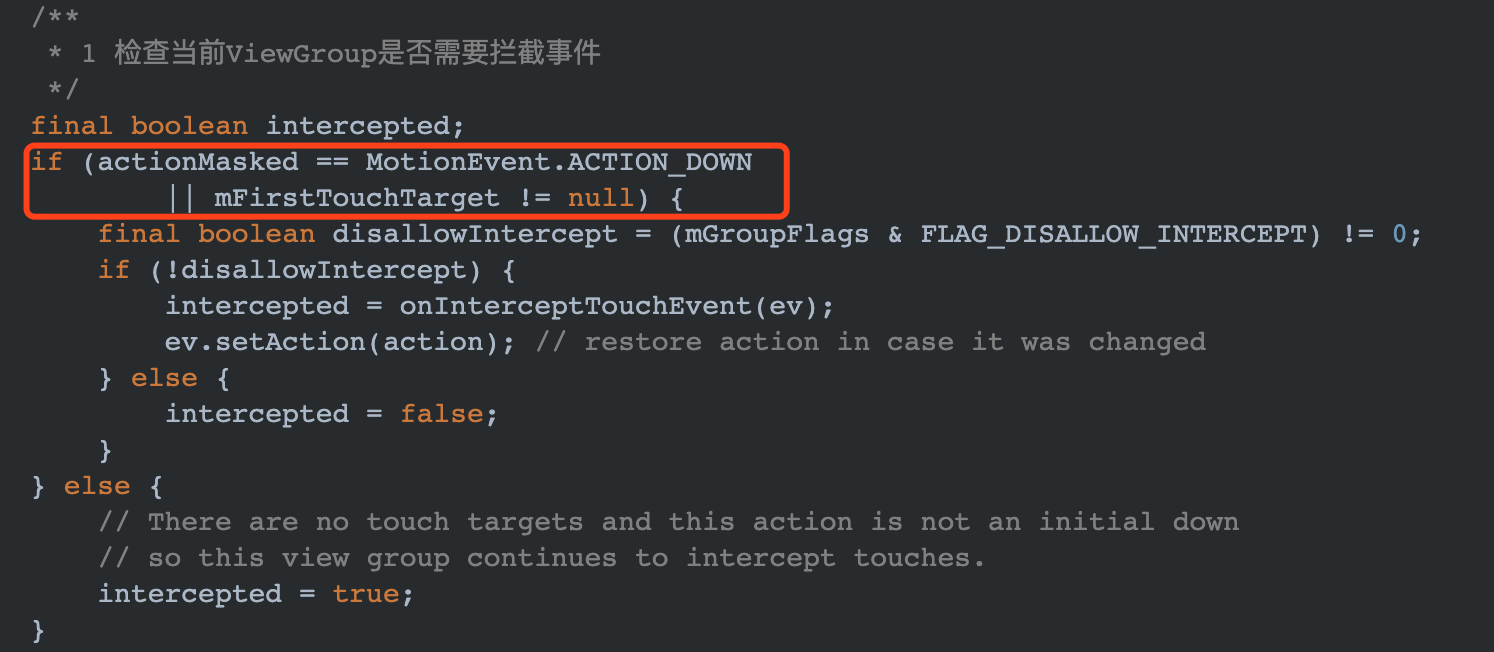 /**
 * 1 检查当前ViewGroup是否需要拦截事件
 */
final boolean intercepted;
if (actionMasked == MotionEvent.ACTION_DOWN
        || mFirstTouchTarget != null) {
    final boolean disallowIntercept = (mGroupFlags & FLAG_DISALLOW_INTERCEPT) != 0;
    if (!disallowIntercept) {
        intercepted = onInterceptTouchEvent(ev);
        ev.setAction(action); // restore action in case it was changed
    } else {
        intercepted = false;
    }
} else {
    // There are no touch targets and this action is not an initial down
    // so this view group continues to intercept touches.
    intercepted = true;
}